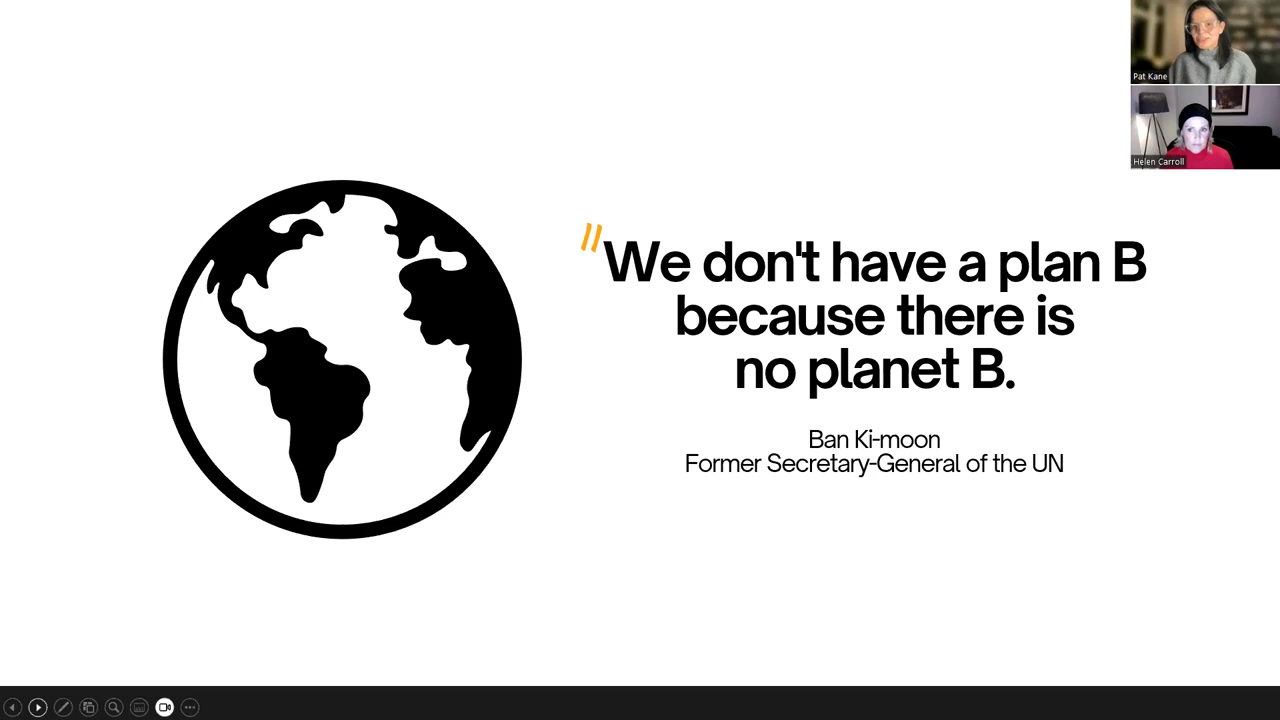 Pat Kane
Helen Carroll
"We don't have a plan B
because there is
no planet B.
Ban Ki-moon
Former Secretary-General of the UN